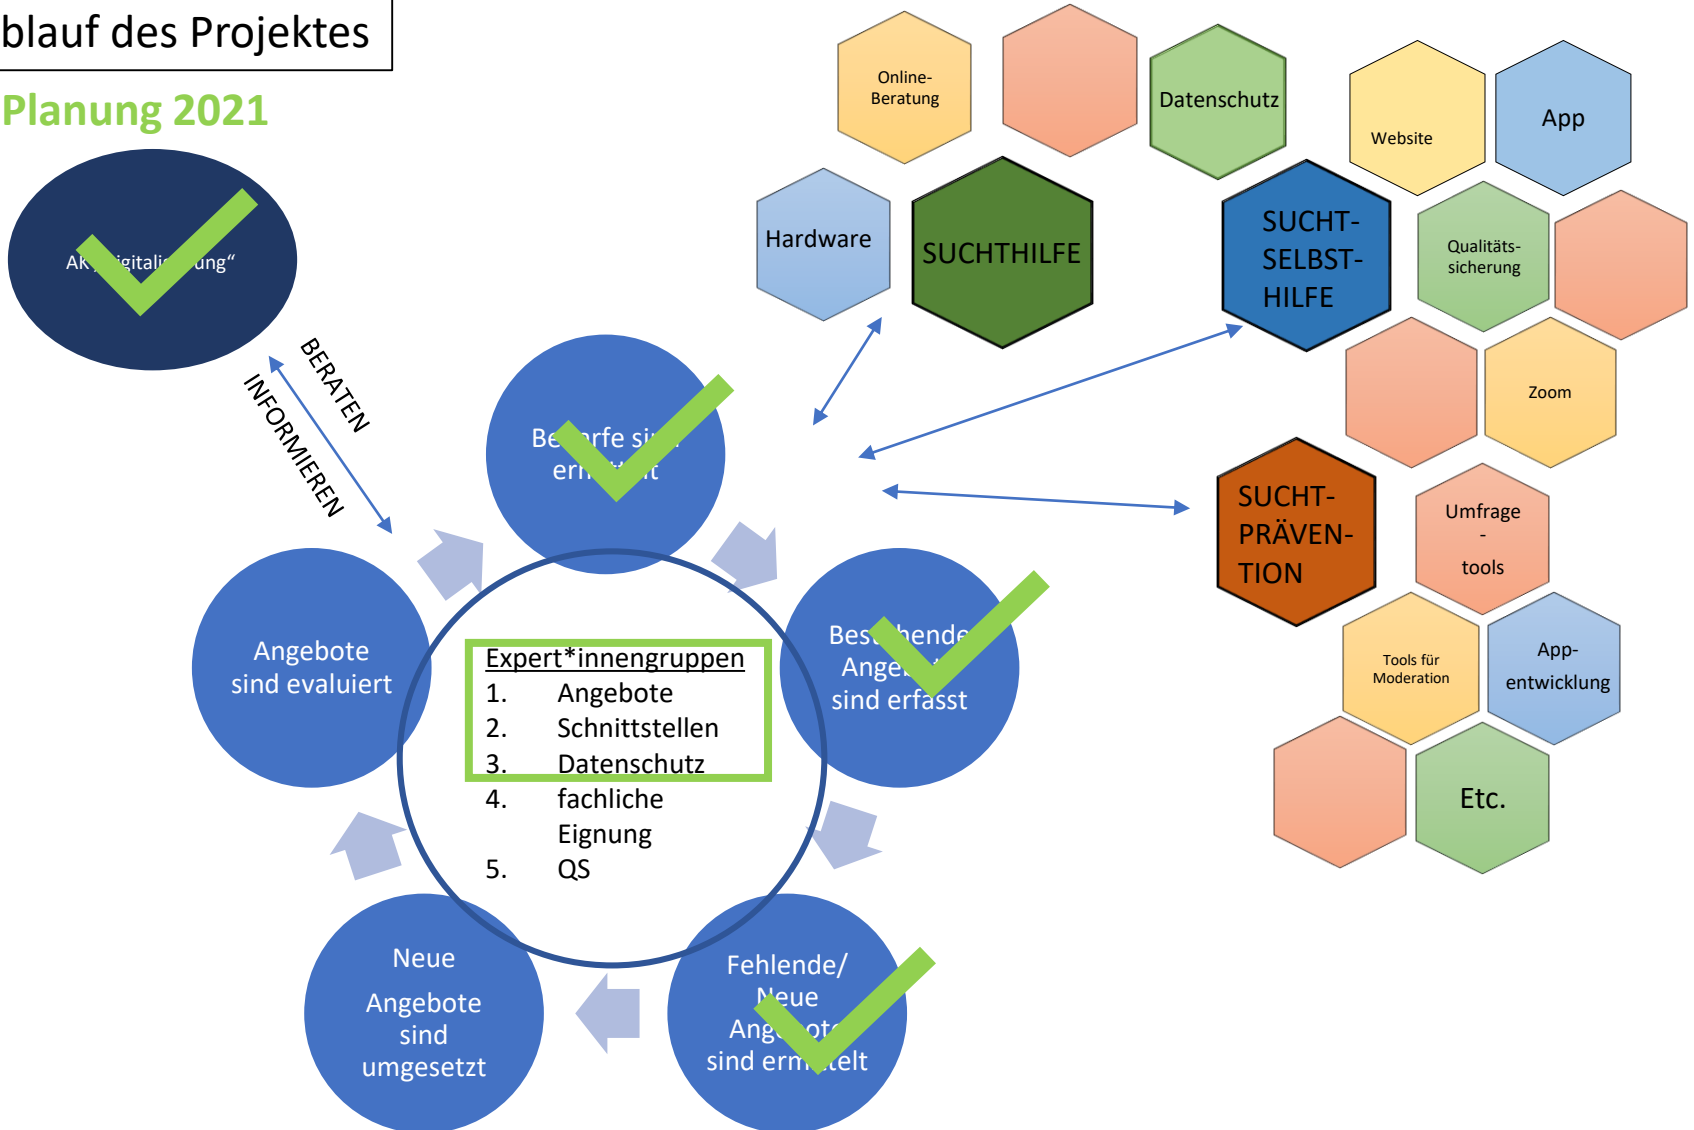 blauf des Projektes
Planung 2021
BERATEN
INFORMIEREN
sind erfasst
Fehlende/
Neue
Angebote
sind evaluiert
Neue
Angebote
sind
umgesetzt
Expert*innengruppen
1. Angebote
2. Schnittstellen
3. Datenschutz
4. fachliche
Eignung
5. QS
Online-
Beratung
Datenschutz
Hardware
SUCHTHILFE
Website
App
SUCHT-
SELBST-
HILFE
Qualitäts-
sicherung
Zoom
SUCHT-
PRÄVEN-
TION
Umfrage
-
tools
Tools für
Moderation
App-
entwicklung
Etc.